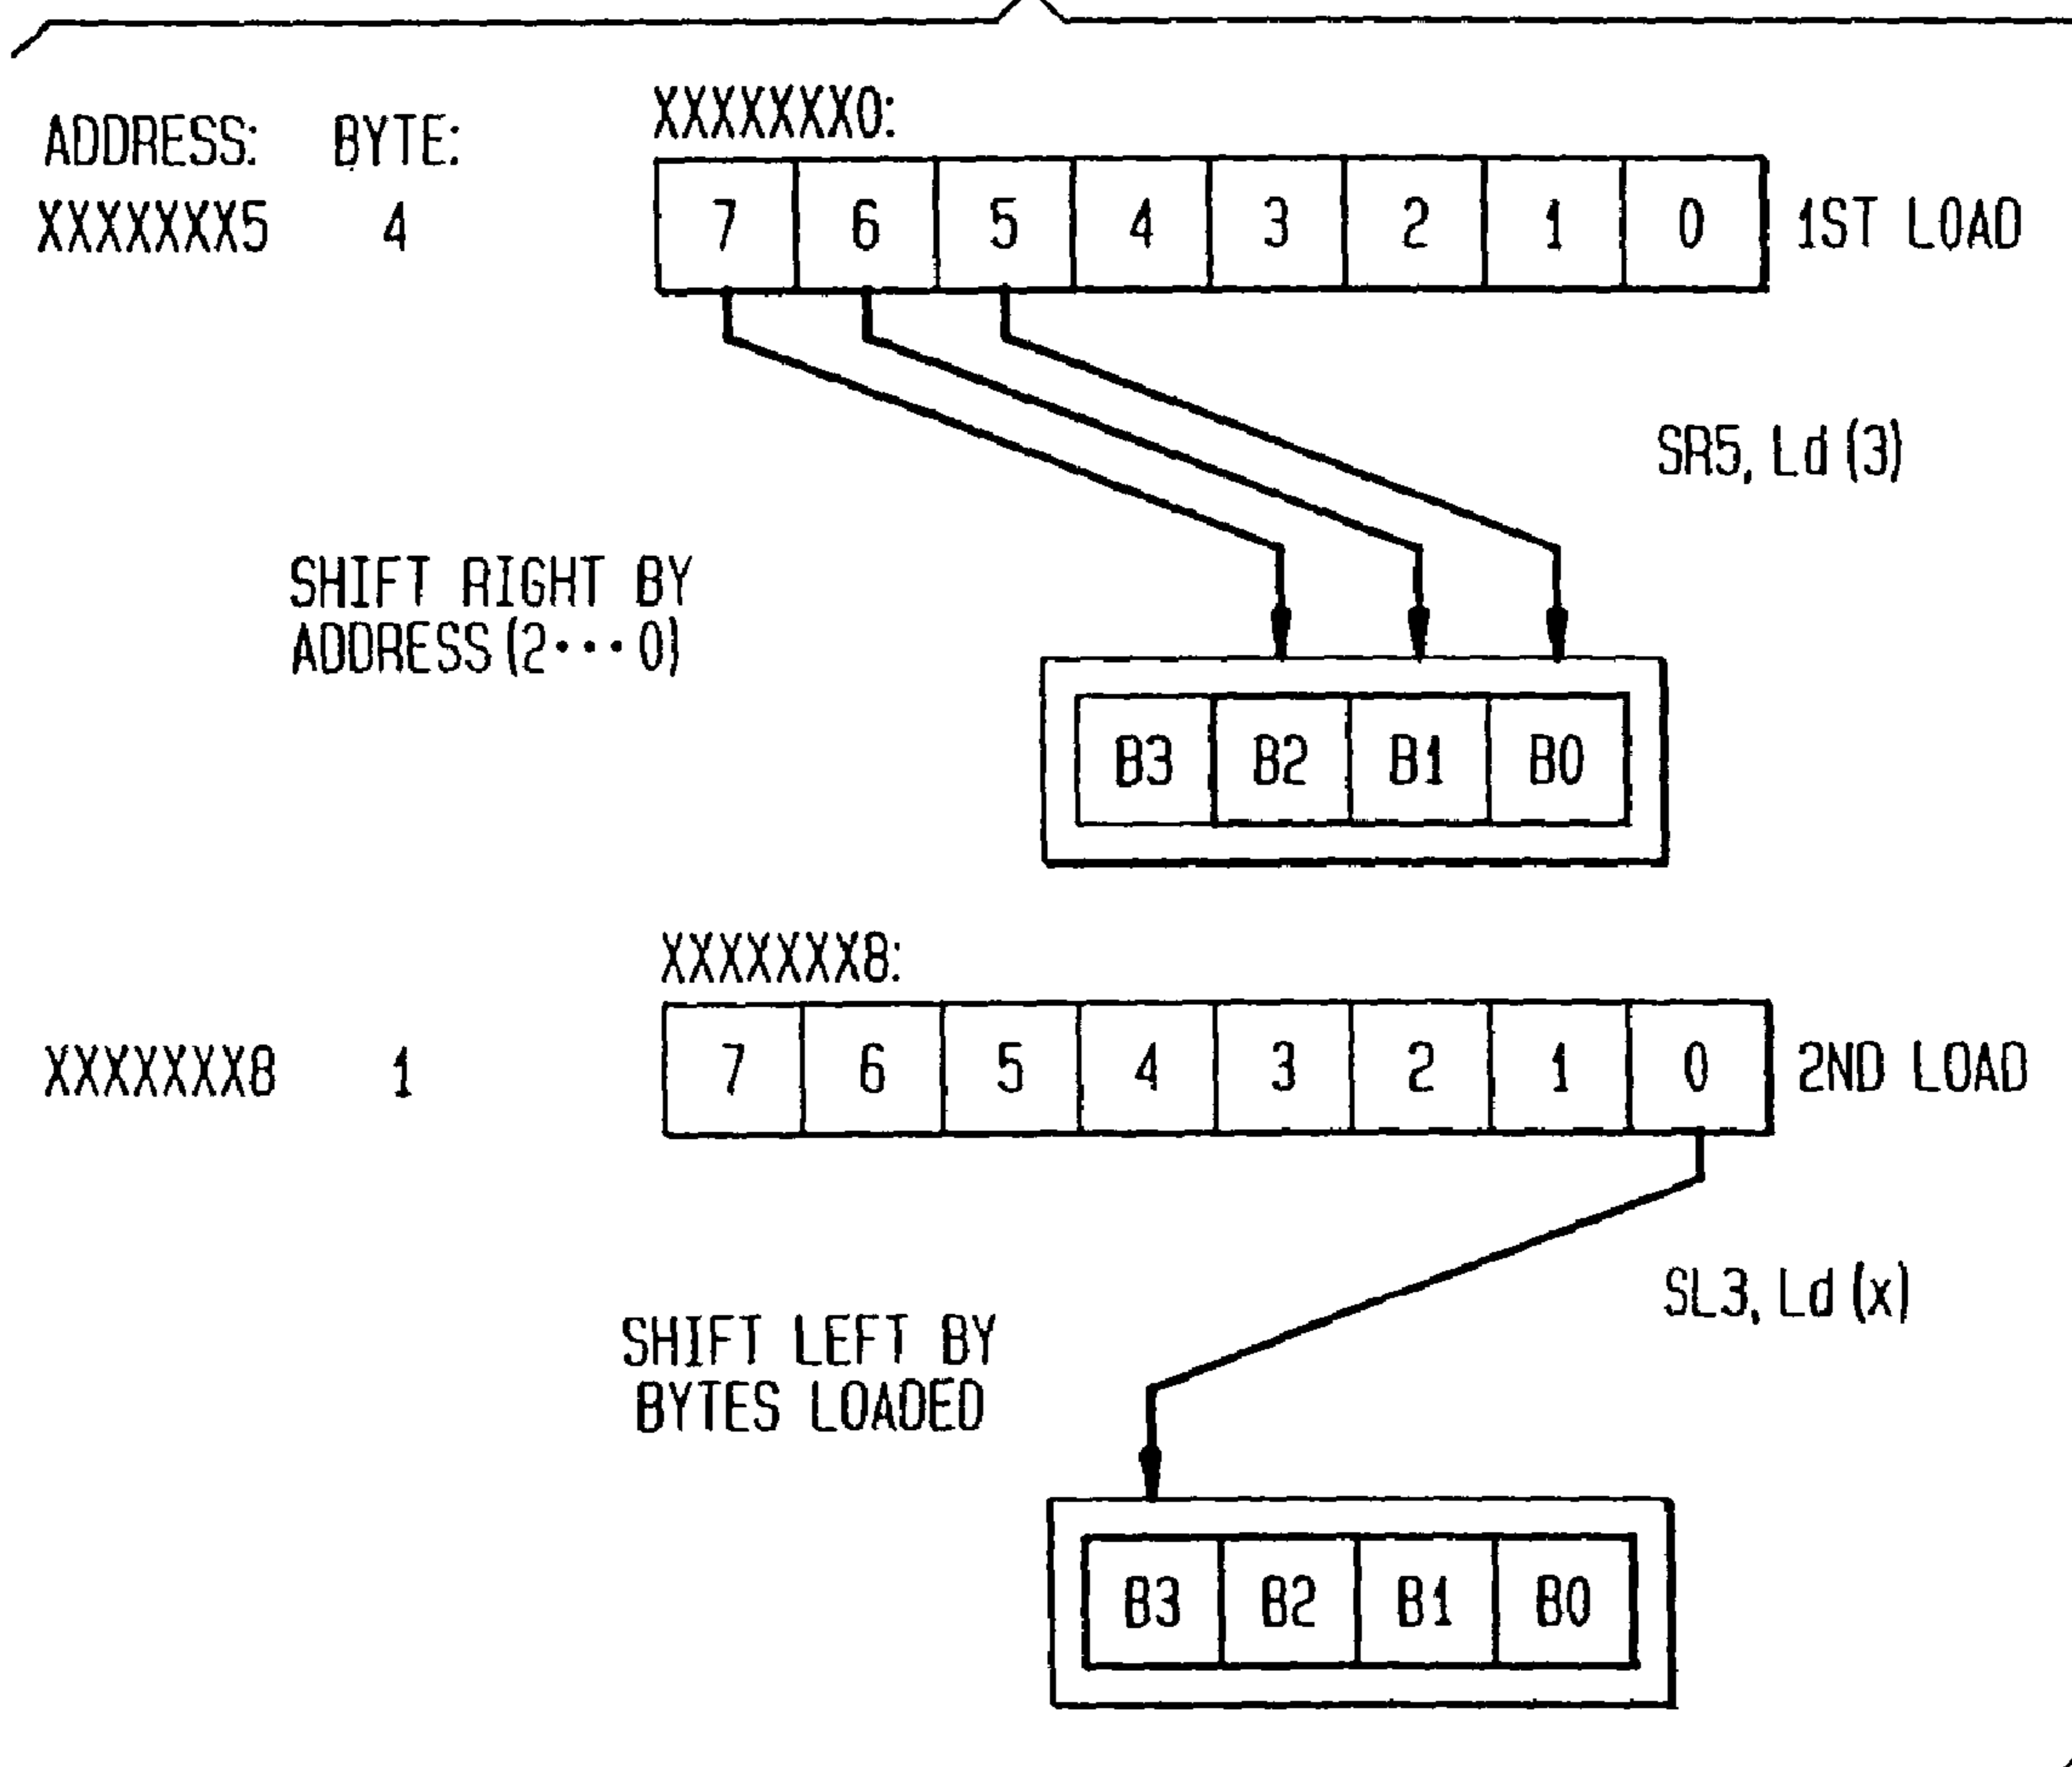 XXXXXXX0:
ADDRESS: BYTE:
XXXXXXX5 4
7 6 5 4 3 2 1 0 1ST LOAD
SR5, Ld (3)
SHIFT RIGHT BY
ADDRESS (2···0)
B3 B2 B1 B0
XXXXXXX8:
XXXXXXX8 1
7 6 5 4 3 2 1 0 2ND LOAD
SL3, Ld (x)
SHIFT LEFT BY
BYTES LOADED
B3 B2 B1 B0